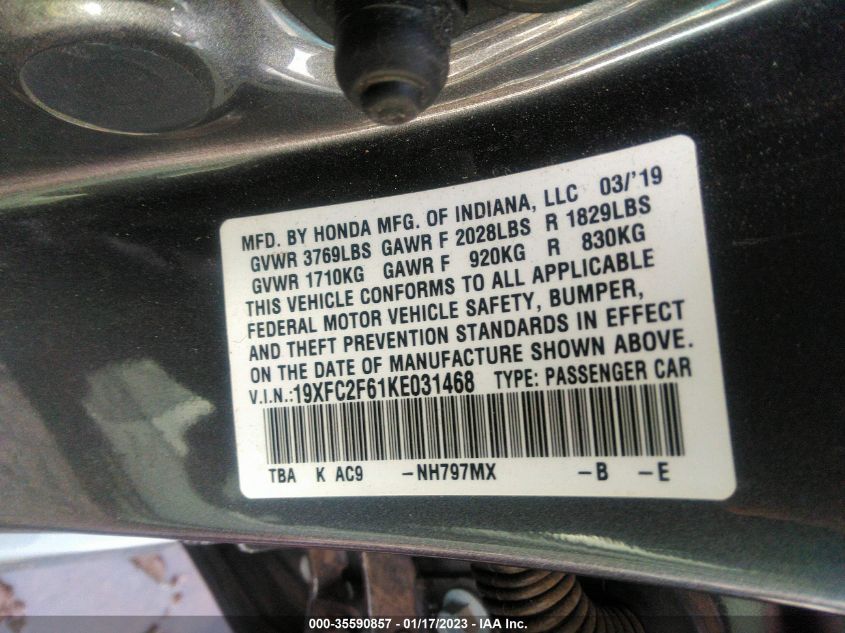 MFD. BY HONDA MFG. OF INDIANA, LLC 03/'19
GVWR 3769LBS GAWR F 2028LBS R 1829LBS
GVWR 1710KG GAWR F 920KG R 830KG
THIS VEHICLE CONFORMS TO ALL APPLICABLE
FEDERAL MOTOR VEHICLE SAFETY, BUMPER,
AND THEFT PREVENTION STANDARDS IN EFFECT
ON THE DATE OF MANUFACTURE SHOWN ABOVE.
V.I.N.:19XFC2F61KE031468 TYPE: PASSENGER CAR
TBA K AC9 -NH797MX -B -E
000-35590857 - 01/17/2023 - IAA Inc.